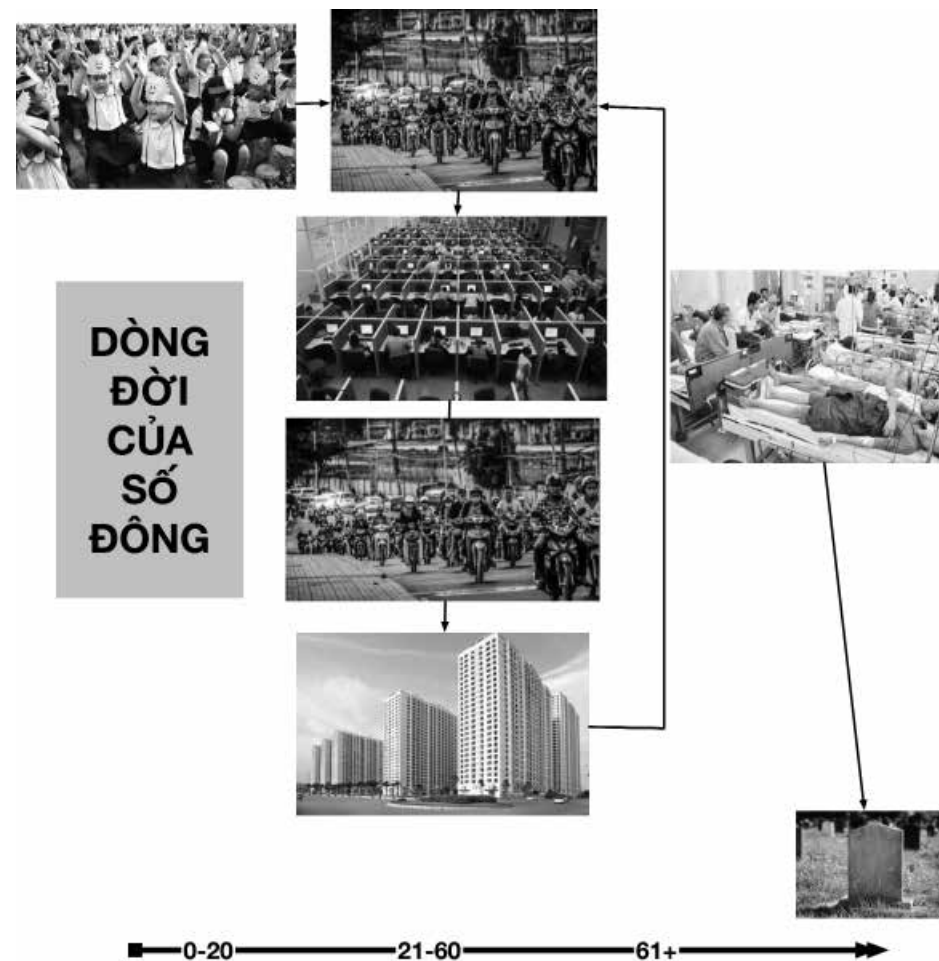 DÒNG
ĐỜI
CỦA
SỐ
ĐÔNG
0-20
21-60
61+